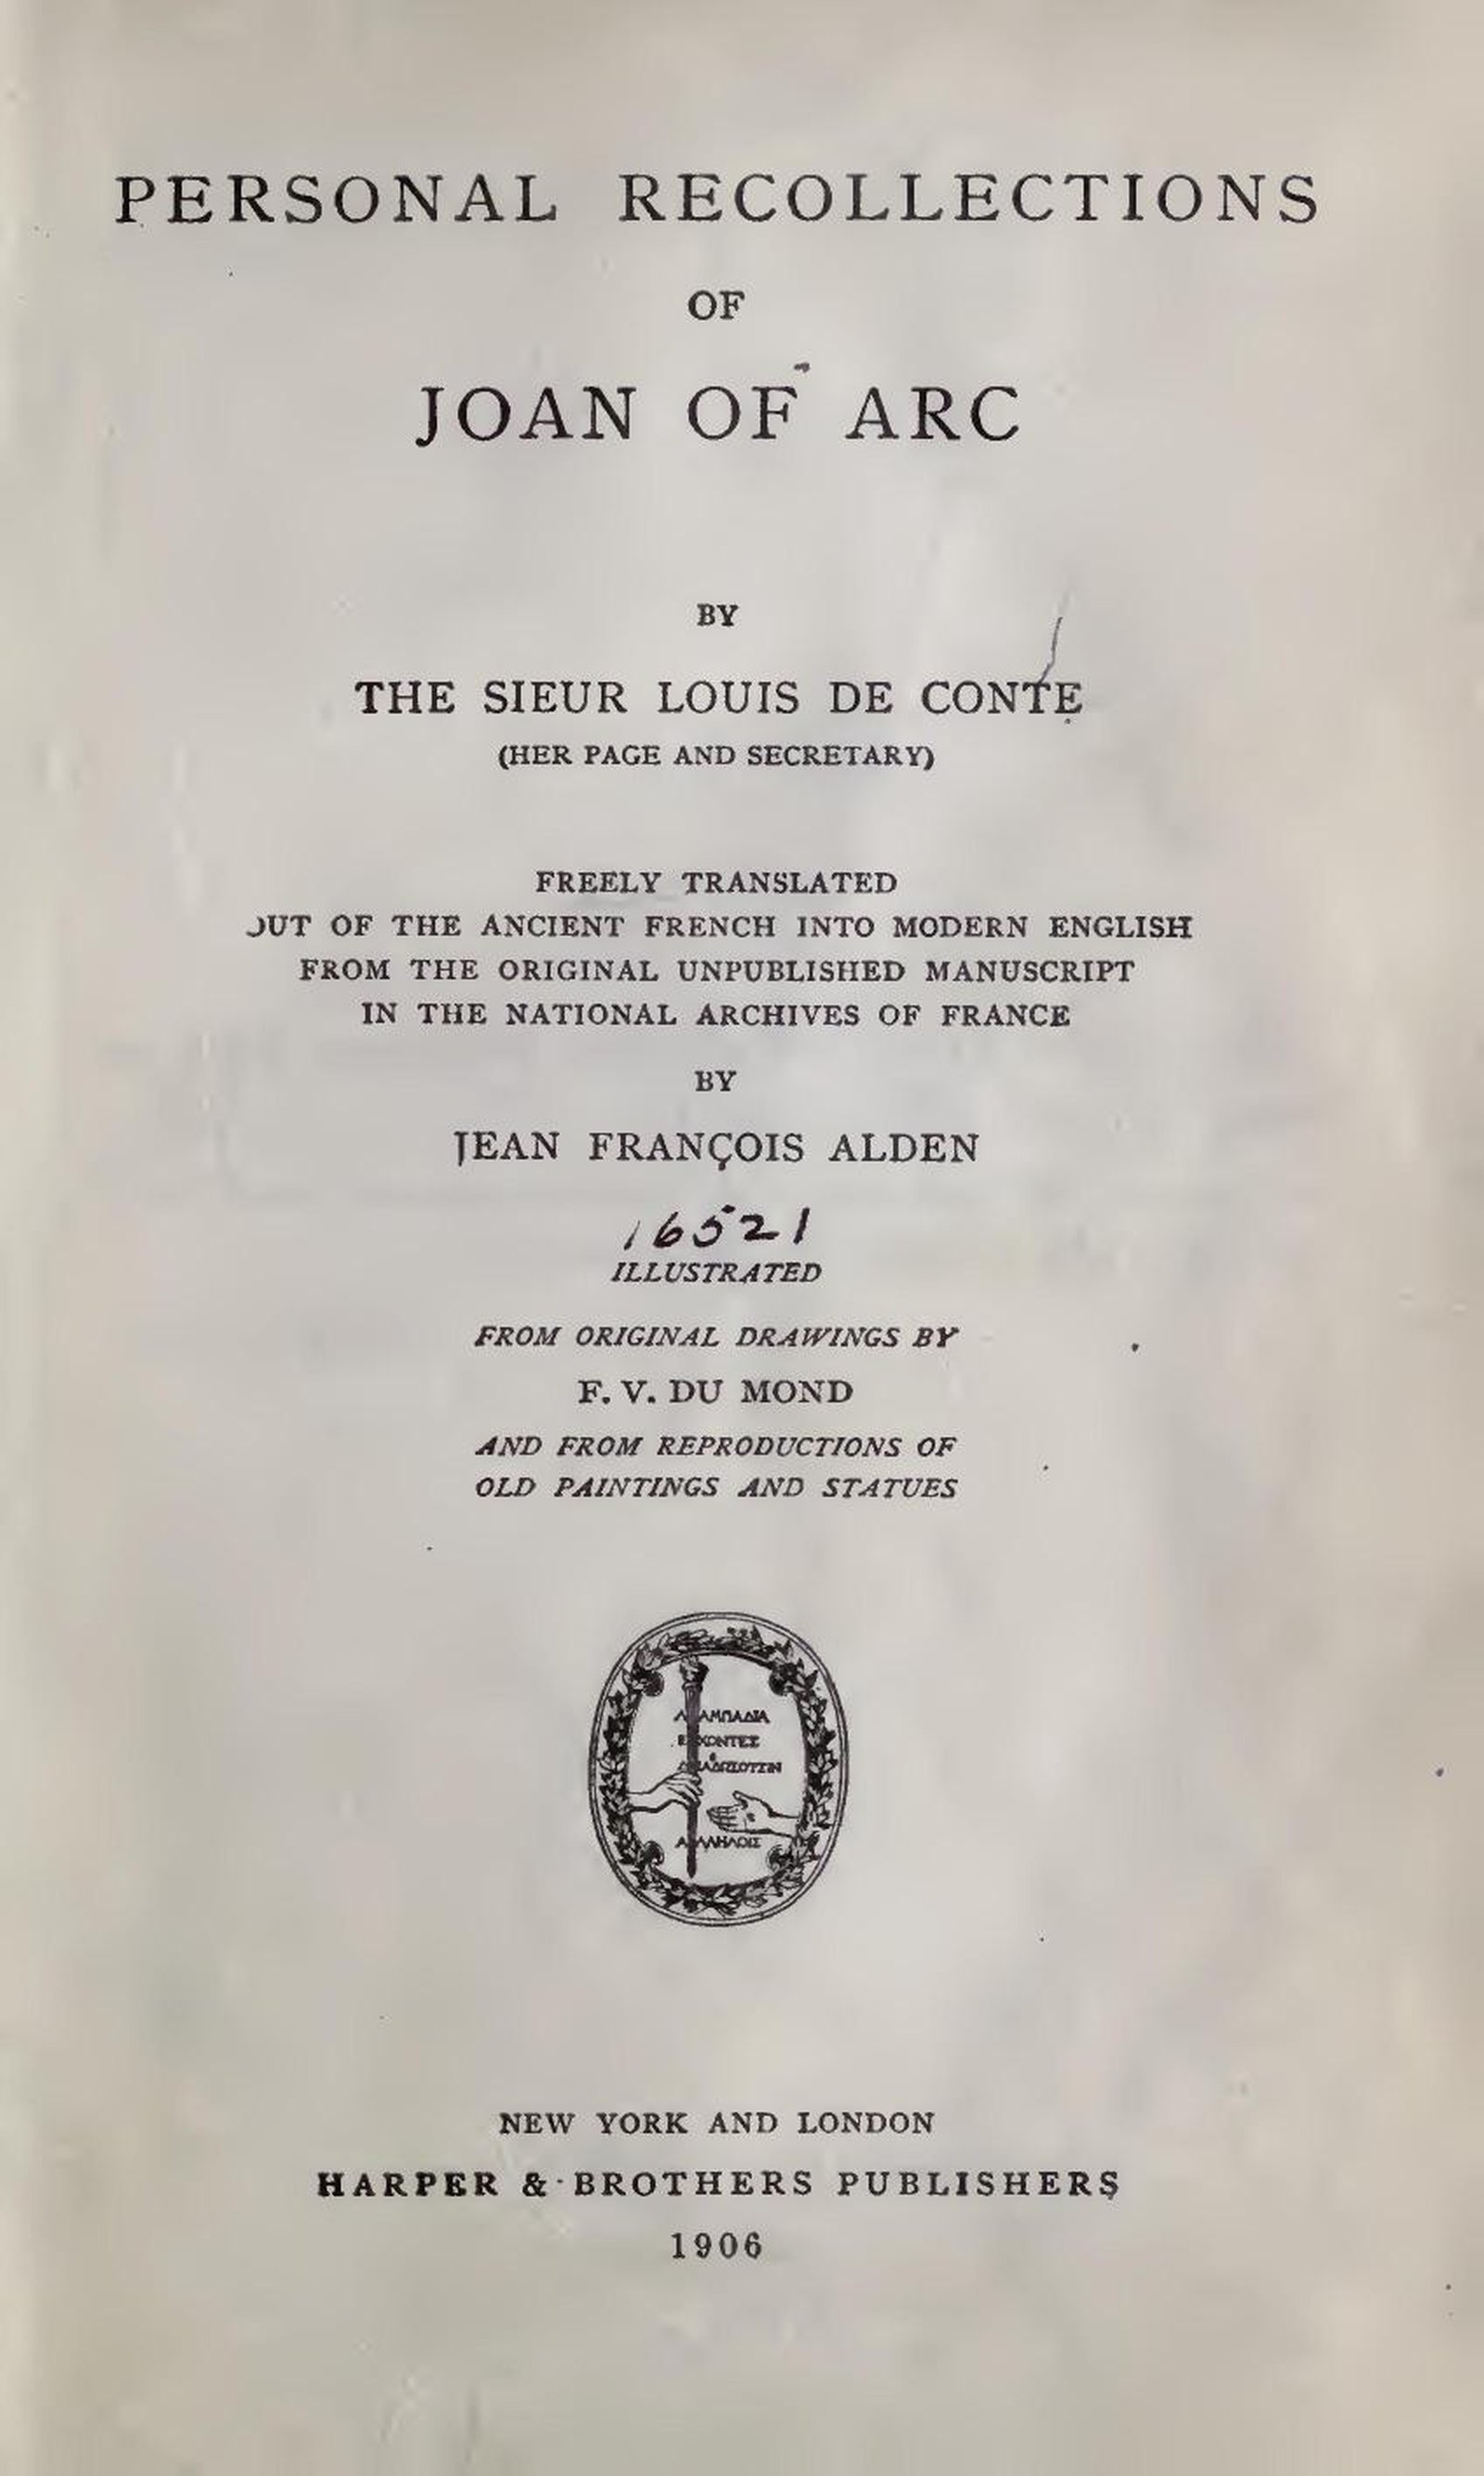 PERSONAL RECOLLECTIONS
OF
JOAN OF ARC
BY
THE SIEUR LOUIS DE CONTE
(HER PAGE AND SECRETARY)
FREELY TRANSLATED
OUT OF THE ANCIENT FRENCH INTO MODERN ENGLISH
FROM THE ORIGINAL UNPUBLISHED MANUSCRIPT
IN THE NATIONAL ARCHIVES OF FRANCE
BY
JEAN FRANÇOIS ALDEN
16521
ILLUSTRATED
FROM ORIGINAL DRAWINGS BY
F. V. DU MOND
AND FROM REPRODUCTIONS OF
OLD PAINTINGS AND STATUES
NEW YORK AND LONDON
HARPER & BROTHERS PUBLISHERS
1906